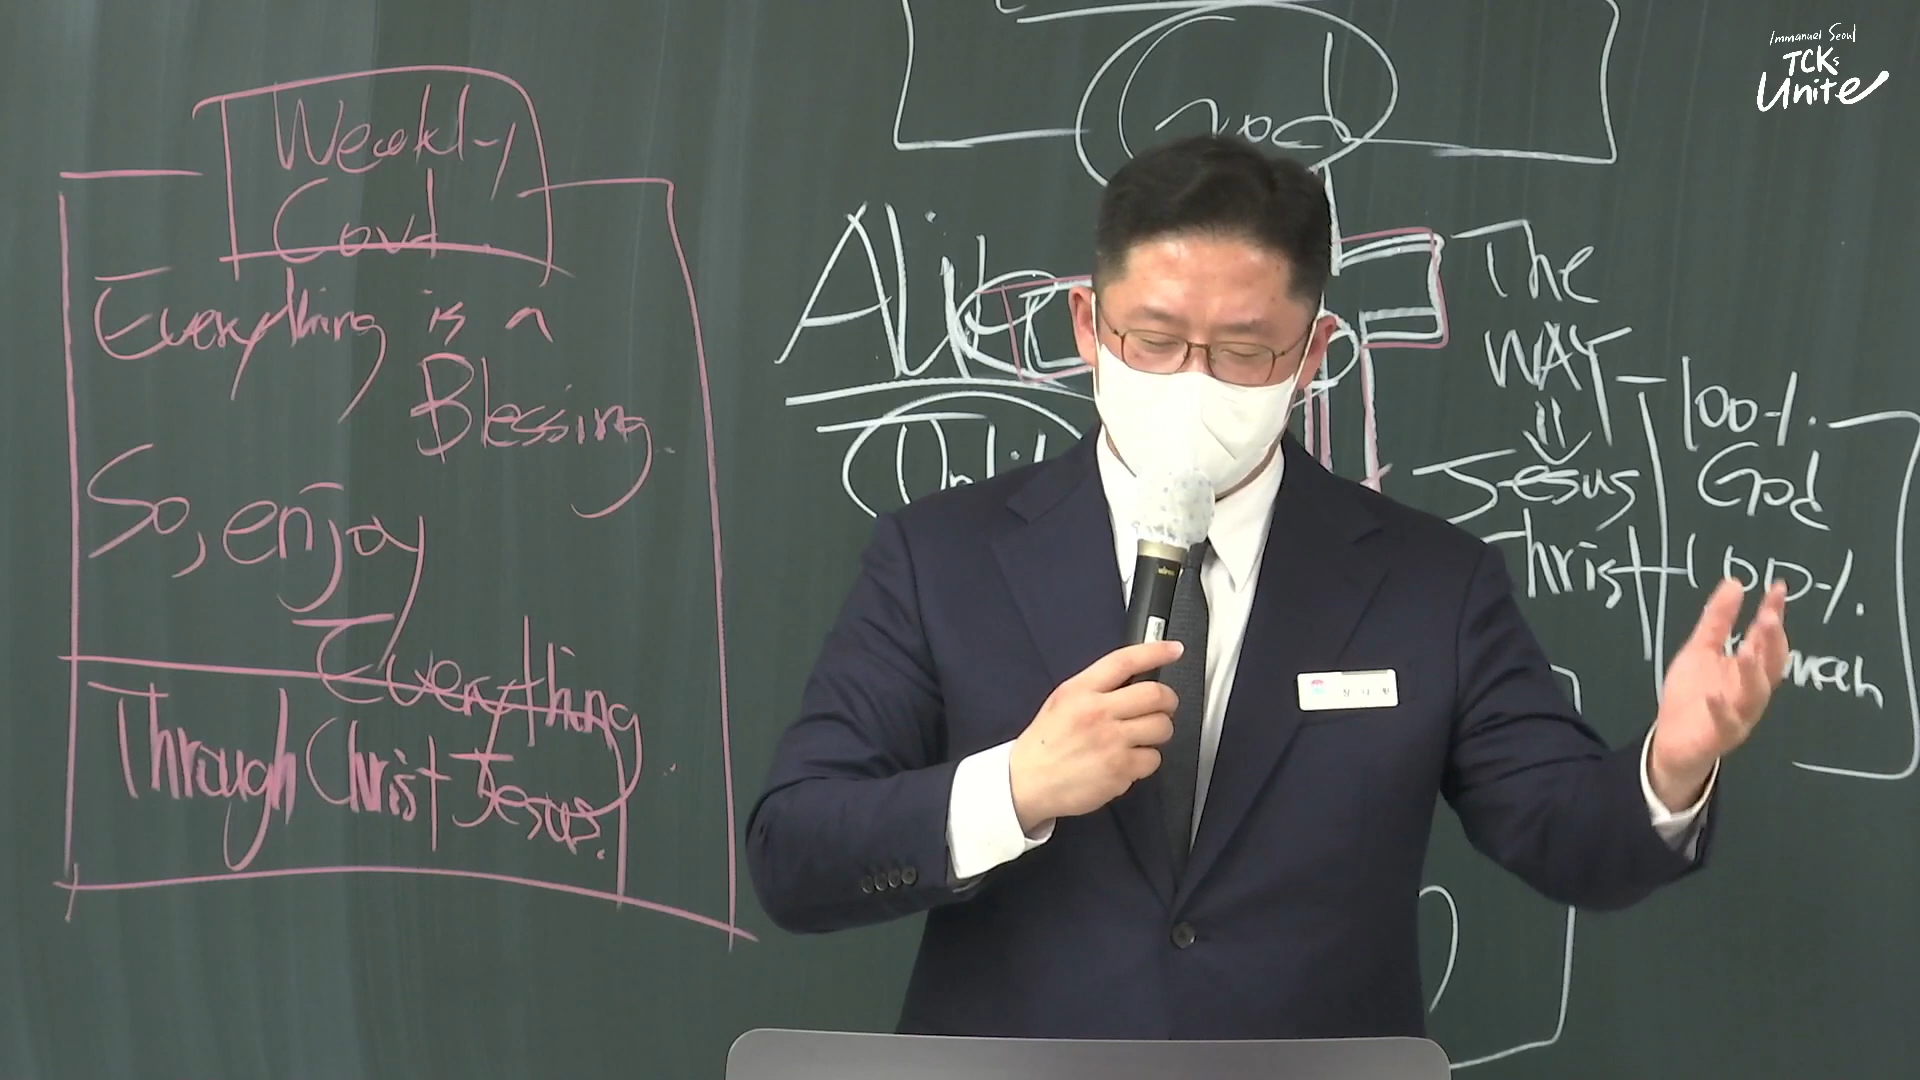 Immanuel Seoul
TCKs
Unite
Weekly
Cov't
Everything is a
Blessing.
So, enjoy
Everything
Through Christ Jesus.
God
The
WAY
Jesus
Christ
100%
God
100%